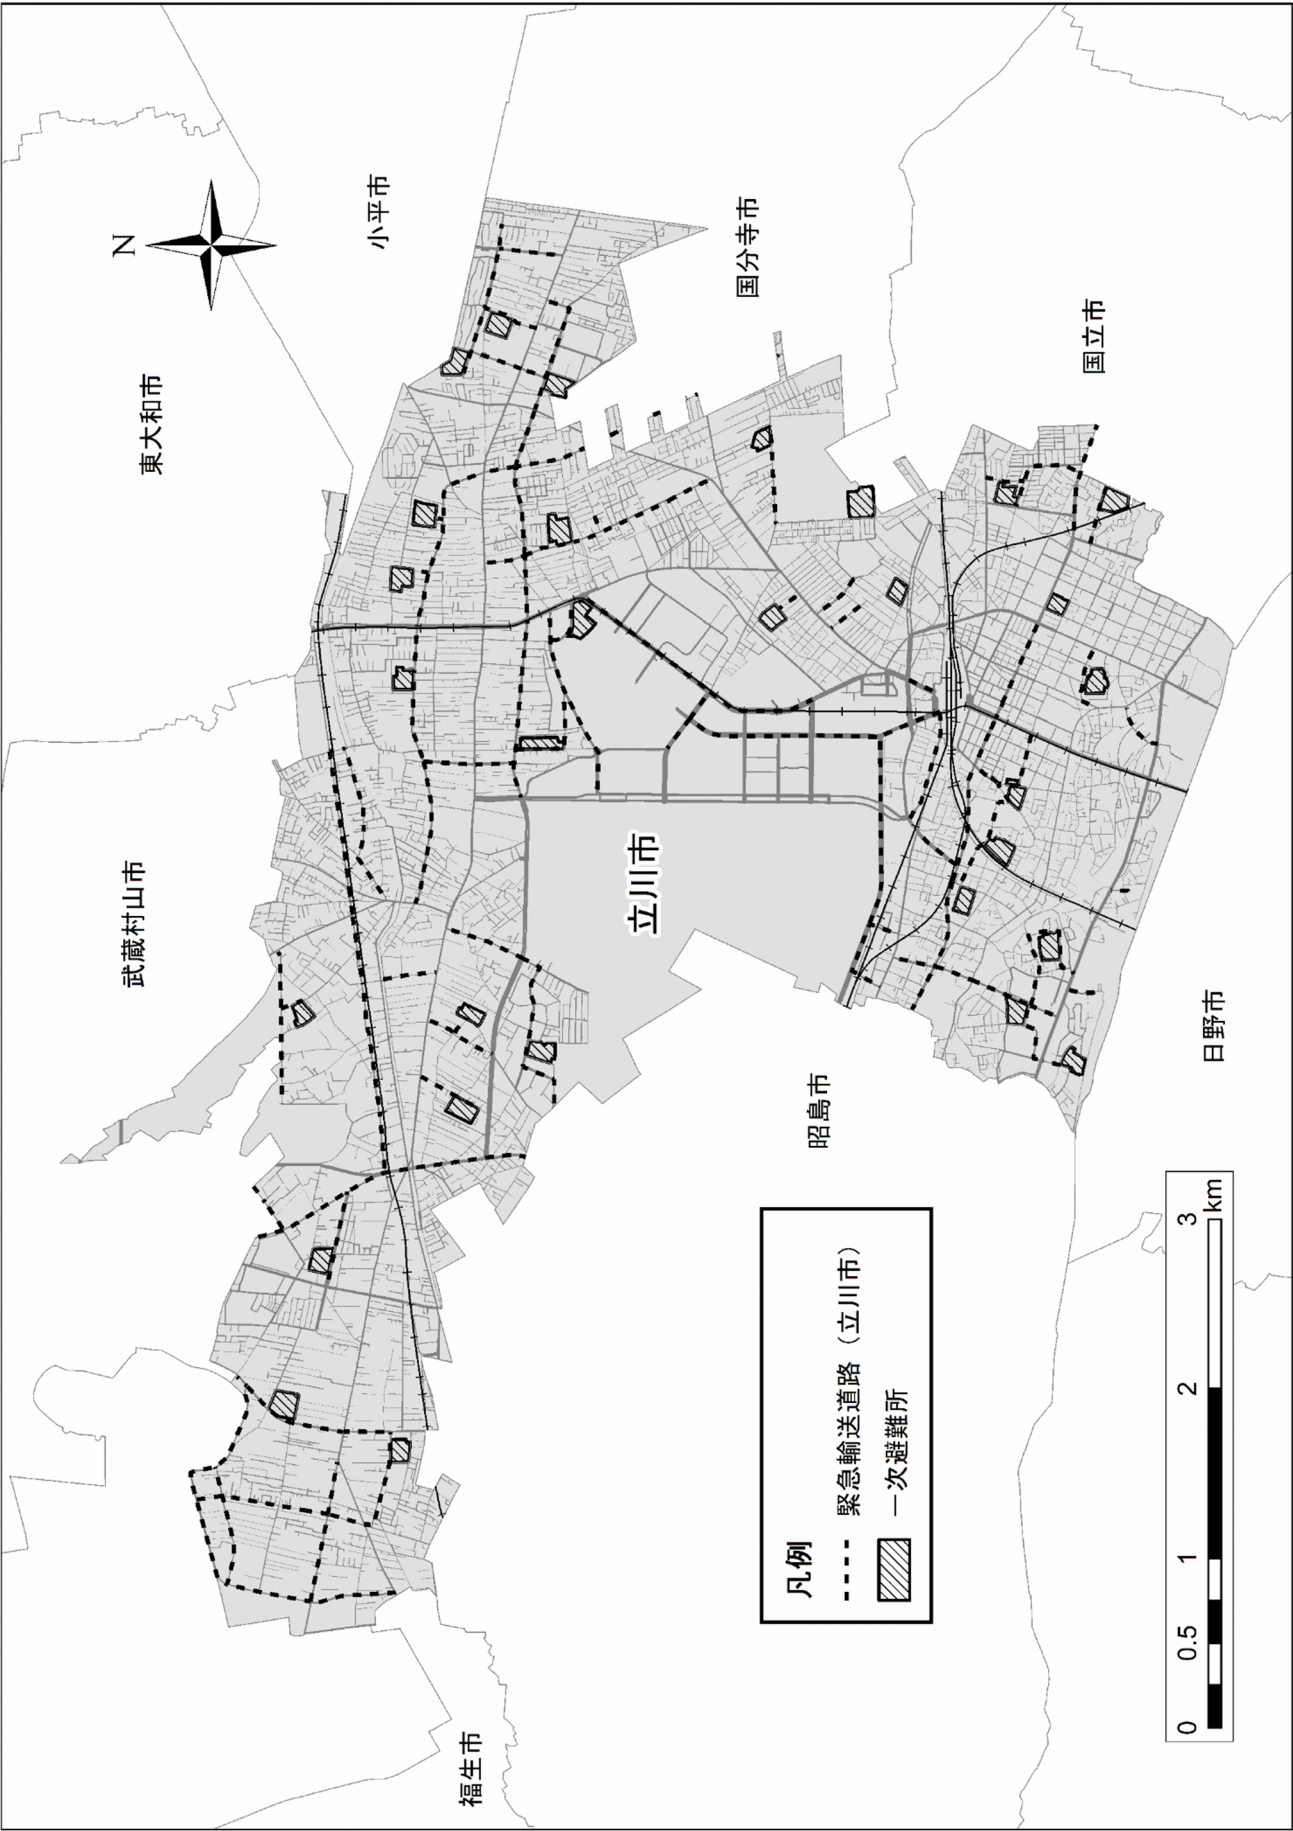 N
小平市
東大和市
国分寺市
国立市
武蔵村山市
立川市
昭島市
日野市
福生市
凡例
緊急輸送道路（立川市）
一次避難所
0 0.5 1 2 3
km